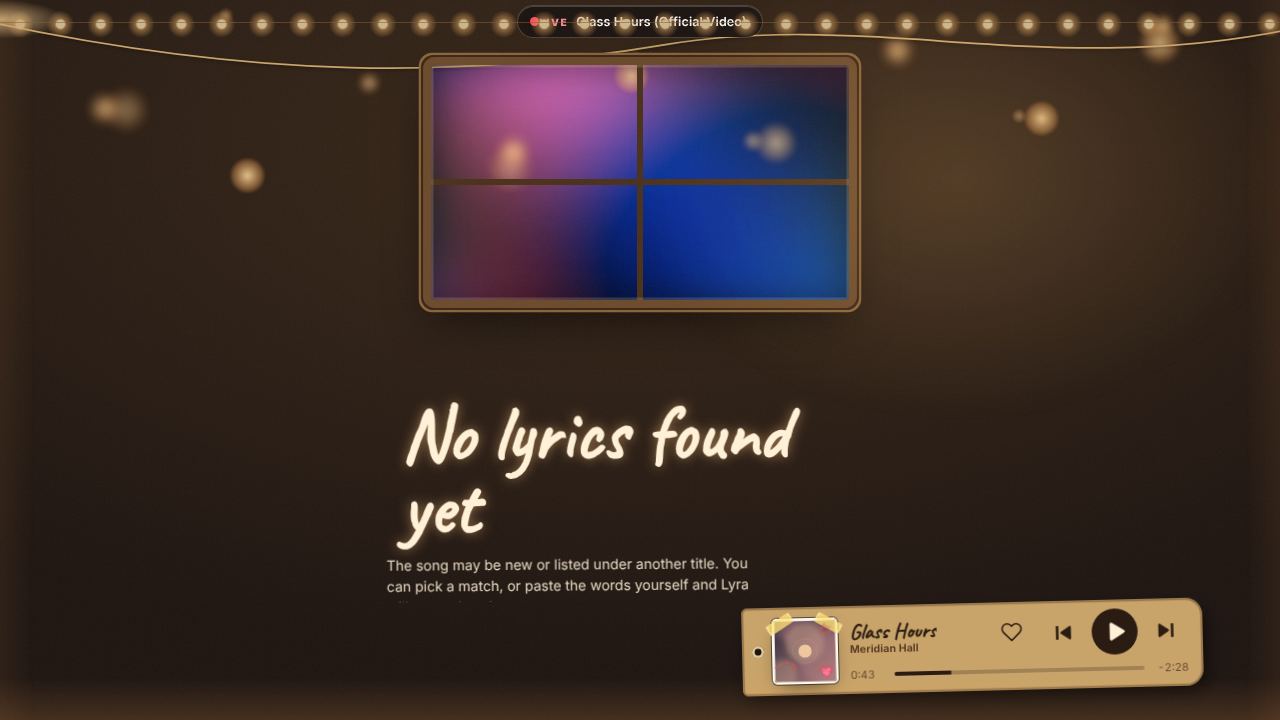 LIVE Glass Hours (Official Video)
No lyrics found
yet
The song may be new or listed under another title. You
can pick a match, or paste the words yourself and Lyra
Glass Hours
Meridian Hall
0:43
-2:28